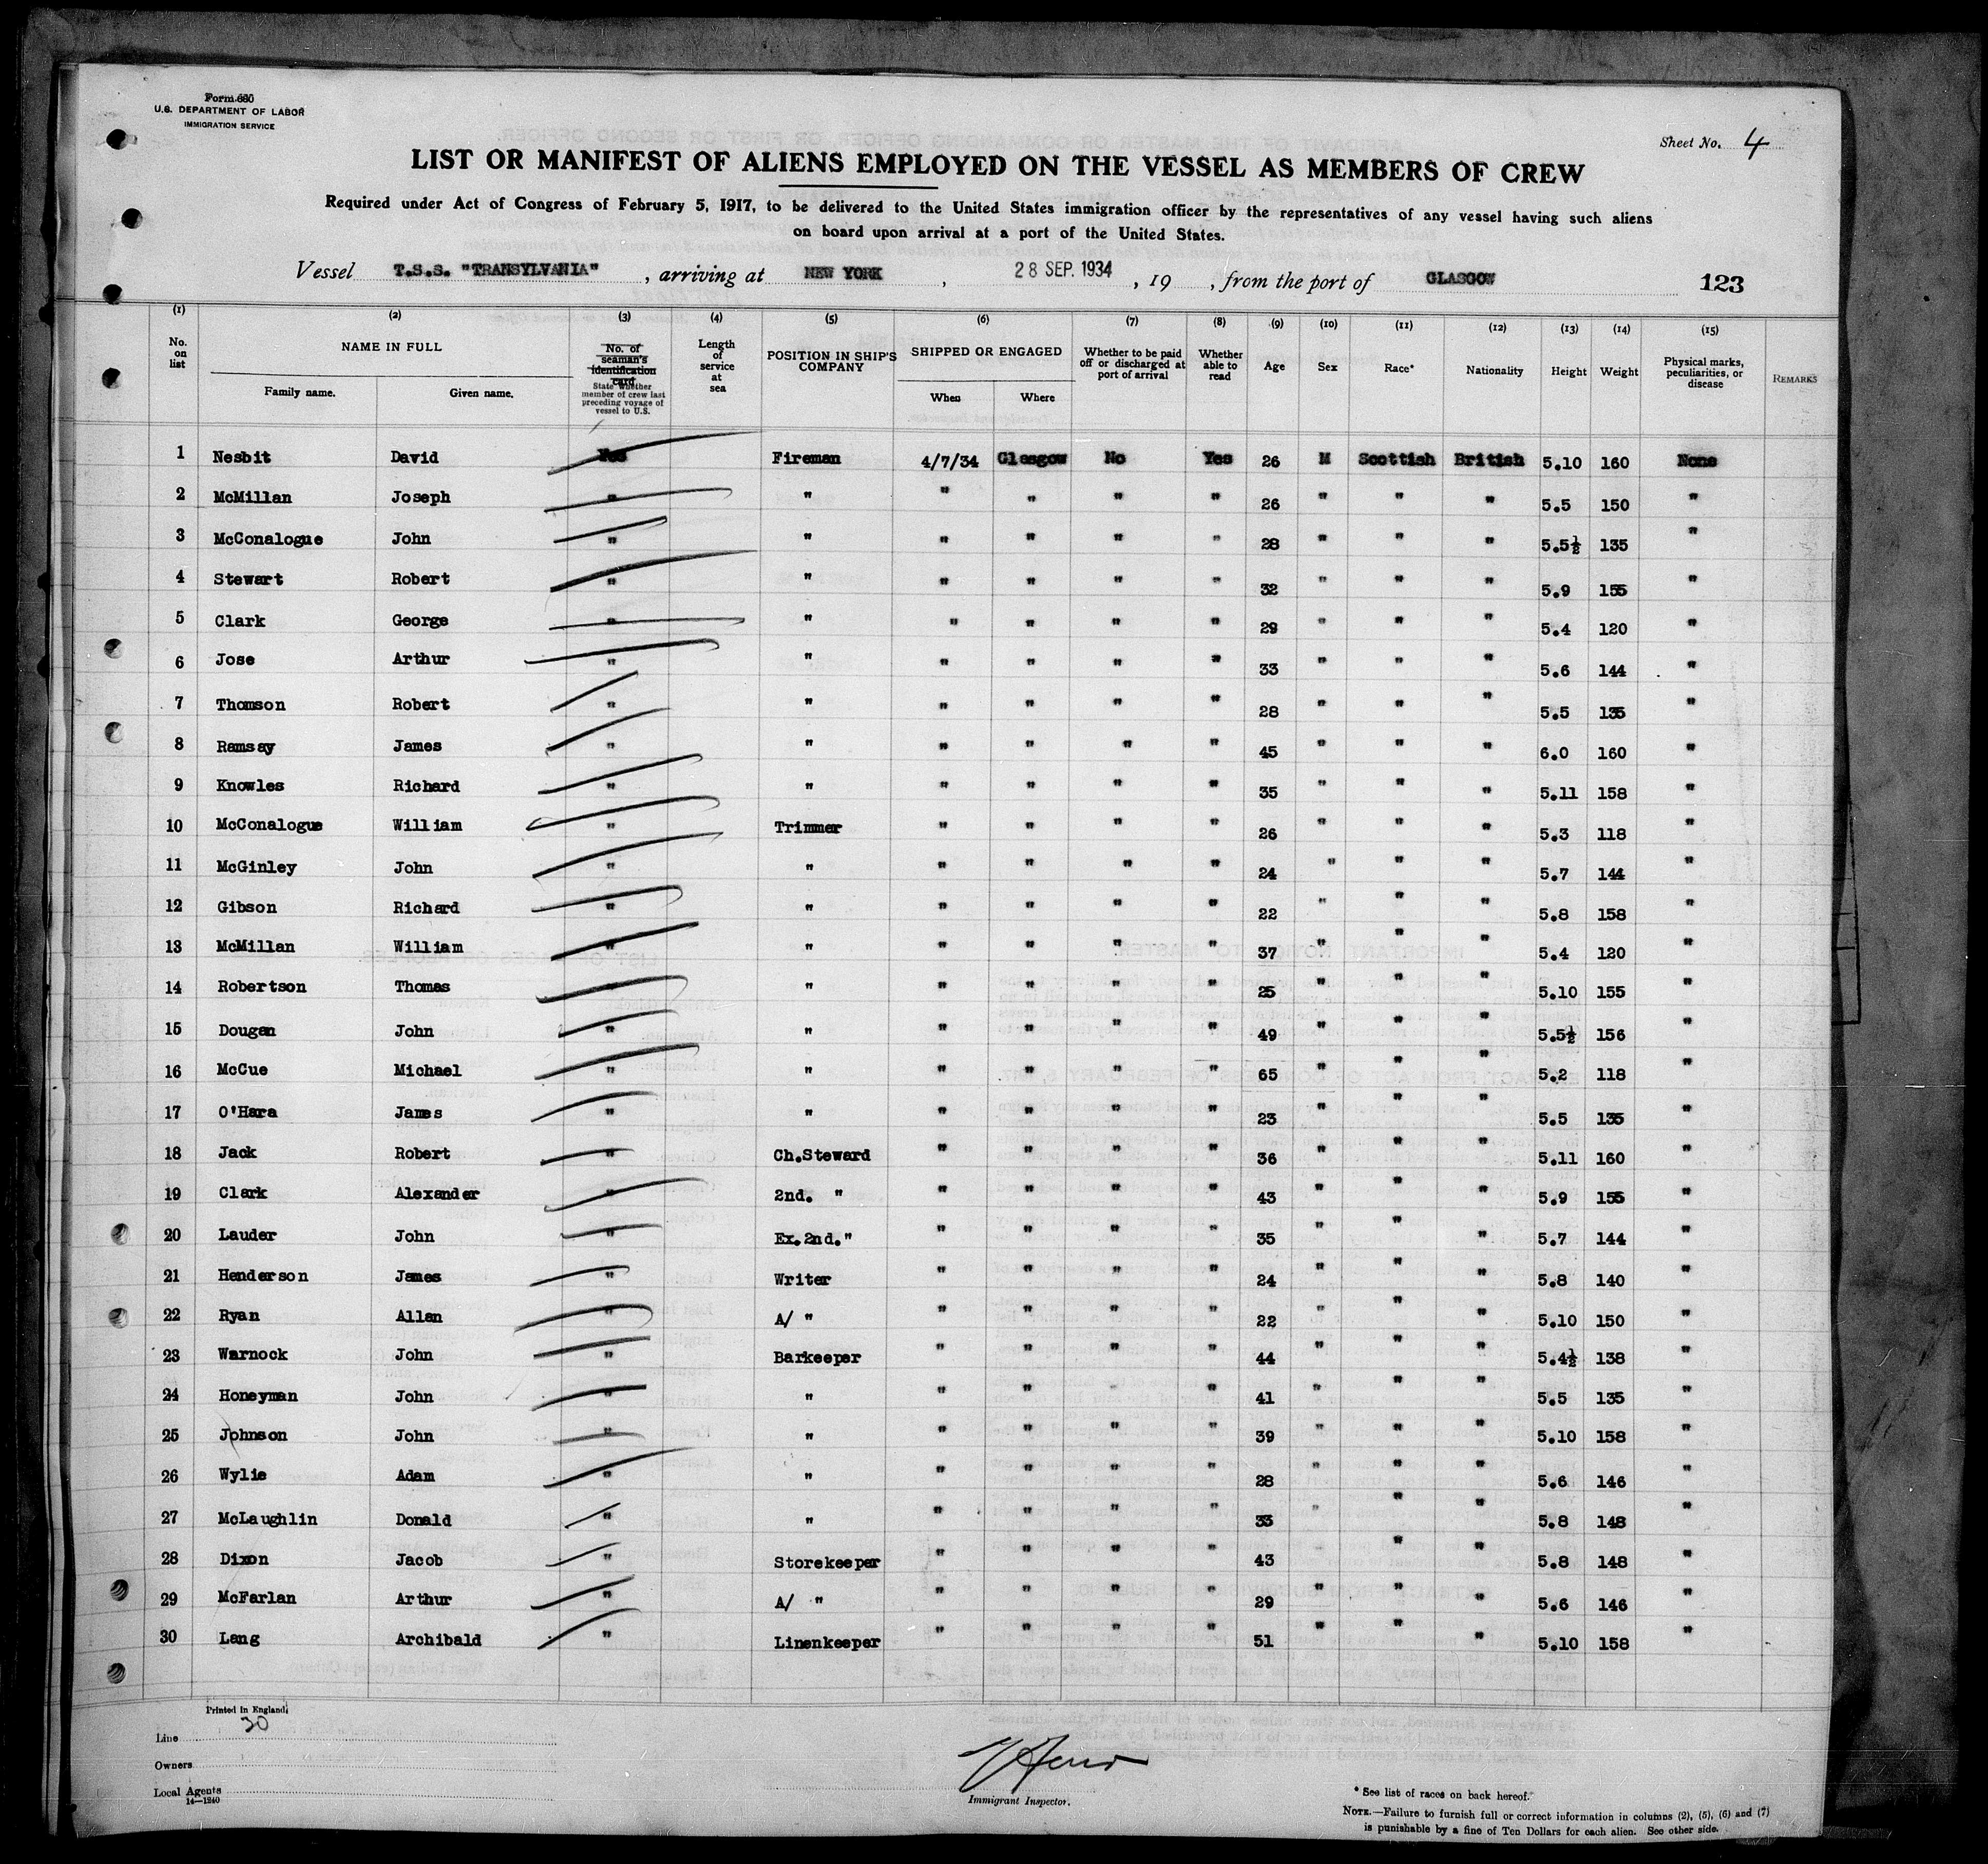 Form 680
U.S. DEPARTMENT OF LABOR
IMMIGRATION SERVICE
Sheet No. 4
LIST OR MANIFEST OF ALIENS EMPLOYED ON THE VESSEL AS MEMBERS OF CREW
Required under Act of Congress of February 5, 1917, to be delivered to the United States immigration officer by the representatives of any vessel having such aliens
on board upon arrival at a port of the United States.
Vessel T.S.S. "TRANSYLVANIA", arriving at NEW YORK, 28 SEP. 1934, 19 , from the port of GLASGOW 123
(1) (2) (3) (4) (5) (6) (7) (8) (9) (10) (11) (12) (13) (14) (15)
No. on list NAME IN FULL Family name. Given name. No. of seaman's identification card State whether member of crew last preceding voyage of vessel to U.S. Length of service at sea POSITION IN SHIP'S COMPANY SHIPPED OR ENGAGED When Where Whether to be paid off or discharged at port of arrival Whether able to read Age Sex Race* Nationality Height Weight Physical marks, peculiarities, or disease REMARKS
1 Nesbit David Yes Fireman 4/7/34 Glasgow No Yes 26 M Scottish British 5.10 160 None
2 McMillan Joseph " " " " " " 26 " " " 5.5 150 "
3 McConalogue John " " " " " " 28 " " " 5.5½ 135 "
4 Stewart Robert " " " " " " 32 " " " 5.9 155 "
5 Clark George " " " " " " 29 " " " 5.4 120 "
6 Jose Arthur " " " " " " 33 " " " 5.6 144 "
7 Thomson Robert " " " " " " 28 " " " 5.5 135 "
8 Ramsay James " " " " " " 45 " " " 6.0 160 "
9 Knowles Richard " " " " " " 35 " " " 5.11 158 "
10 McConalogue William " Trimmer " " " " 26 " " " 5.3 118 "
11 McGinley John " " " " " " 24 " " " 5.7 144 "
12 Gibson Richard " " " " " " 22 " " " 5.8 158 "
13 McMillan William " " " " " " 37 " " " 5.4 120 "
14 Robertson Thomas " " " " " " 25 " " " 5.10 155 "
15 Dougan John " " " " " " 49 " " " 5.5½ 156 "
16 McCue Michael " " " " " " 65 " " " 5.2 118 "
17 O'Hara James " " " " " " 23 " " " 5.5 135 "
18 Jack Robert " Ch.Steward " " " " 36 " " " 5.11 160 "
19 Clark Alexander " 2nd. " " " " " 43 " " " 5.9 155 "
20 Lauder John " Ex.2nd." " " " " 35 " " " 5.7 144 "
21 Henderson James " Writer " " " " 24 " " " 5.8 140 "
22 Ryan Allan " A/ " " " " " 22 " " " 5.10 150 "
23 Warnock John " Barkeeper " " " " 44 " " " 5.4½ 138 "
24 Honeyman John " " " " " " 41 " " " 5.5 135 "
25 Johnson John " " " " " " 39 " " " 5.10 158 "
26 Wylie Adam " " " " " " 28 " " " 5.6 146 "
27 McLaughlin Donald " " " " " " 33 " " " 5.8 148 "
28 Dixon Jacob " Storekeeper " " " " 43 " " " 5.8 148 "
29 McFarlan Arthur " A/ " " " " " 29 " " " 5.6 146 "
30 Lang Archibald " Linenkeeper " " " " 51 " " " 5.10 158 "
Printed in England.
30
Line
Owners
Local Agents
14—1240
Immigrant Inspector.
* See list of races on back hereof.
NOTE.—Failure to furnish full or correct information in columns (2), (5), (6) and (7)
is punishable by a fine of Ten Dollars for each alien. See other side.